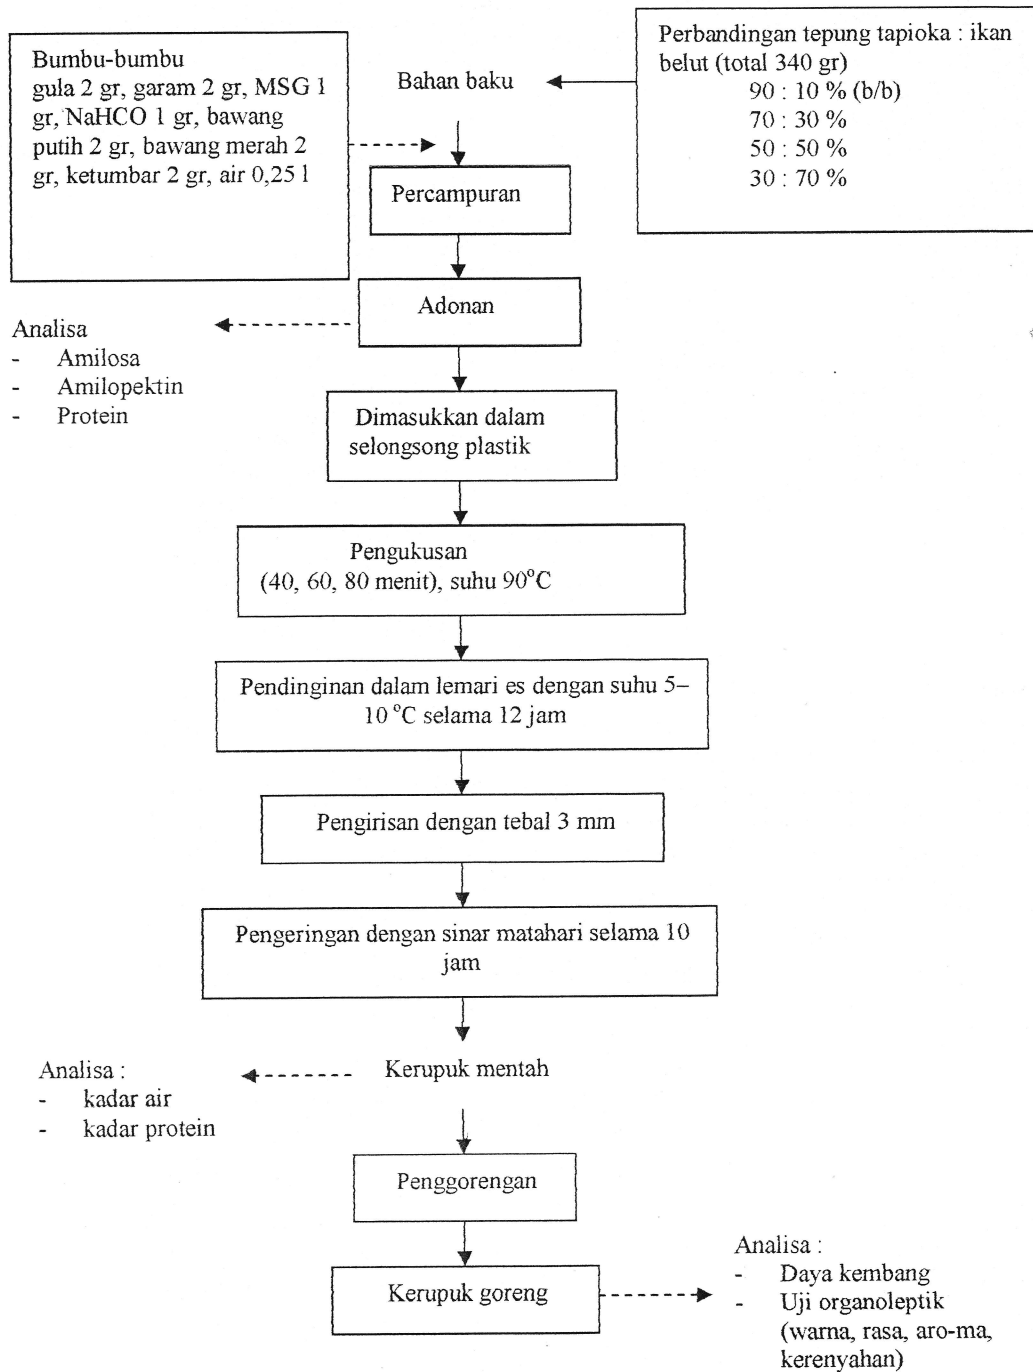 Bumbu-bumbu
gula 2 gr, garam 2 gr, MSG 1
gr, NaHCO 1 gr, bawang
putih 2 gr, bawang merah 2
gr, ketumbar 2 gr, air 0,25 l
Bahan baku
Perbandingan tepung tapioka : ikan
belut (total 340 gr)
90 : 10 % (b/b)
70 : 30 %
50 : 50 %
30 : 70 %
Percampuran
Adonan
Analisa
- Amilosa
- Amilopektin
- Protein
Dimasukkan dalam
selongsong plastik
Pengukusan
(40, 60, 80 menit), suhu 90°C
Pendinginan dalam lemari es dengan suhu 5–
10 °C selama 12 jam
Pengirisan dengan tebal 3 mm
Pengeringan dengan sinar matahari selama 10
jam
Kerupuk mentah
Analisa :
- kadar air
- kadar protein
Penggorengan
Kerupuk goreng
Analisa :
- Daya kembang
- Uji organoleptik
(warna, rasa, aro-ma,
kerenyahan)